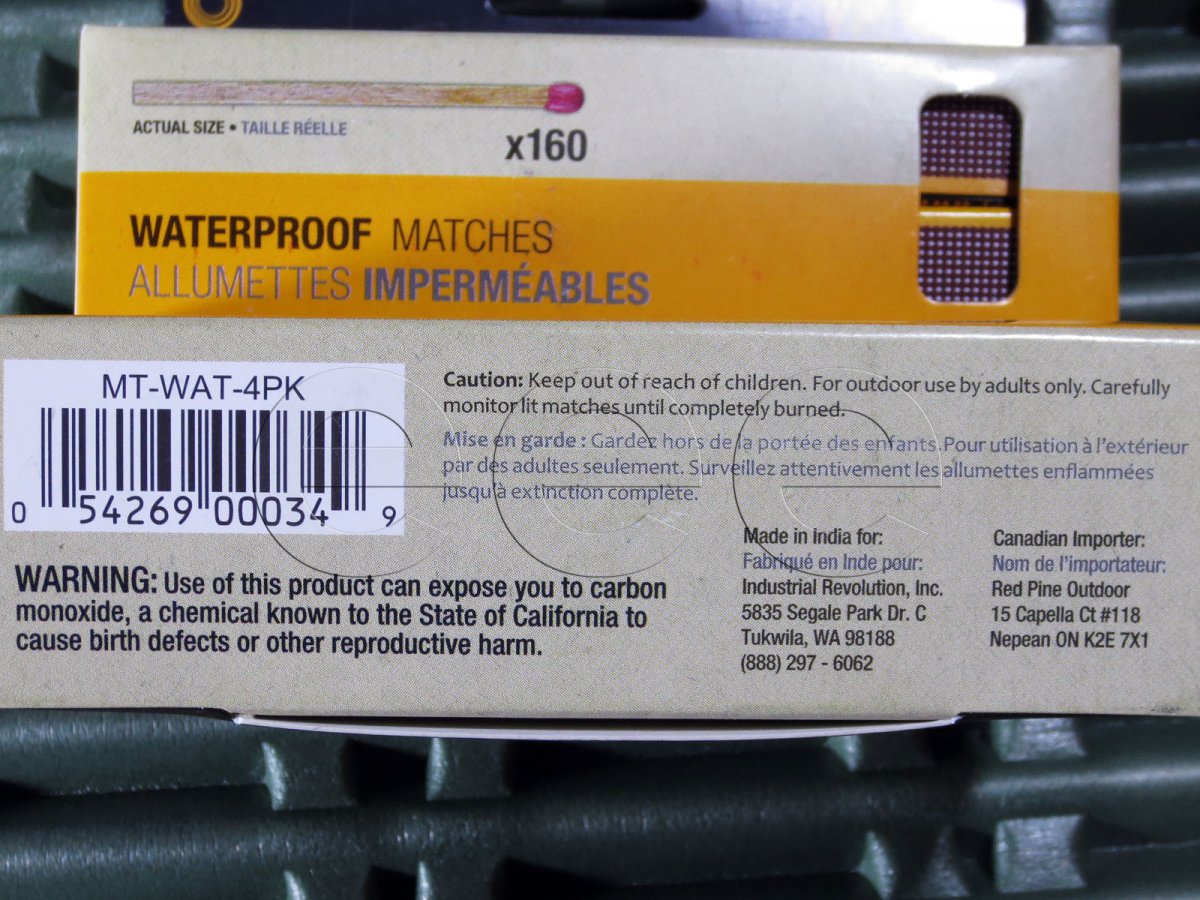 ACTUAL SIZE • TAILLE RÉELLE
x160
WATERPROOF MATCHES
ALLUMETTES IMPERMÉABLES
MT-WAT-4PK
0 54269 00034 9
Caution: Keep out of reach of children. For outdoor use by adults only. Carefully
monitor lit matches until completely burned.
Mise en garde : Gardez hors de la portée des enfants.Pour utilisation à l'extérieur
par des adultes seulement. Surveillez attentivement les allumettes enflammées
jusqu'à extinction complète.
WARNING: Use of this product can expose you to carbon
monoxide, a chemical known to the State of California to
cause birth defects or other reproductive harm.
Made in India for:
Fabriqué en Inde pour:
Industrial Revolution, Inc.
5835 Segale Park Dr. C
Tukwila, WA 98188
(888) 297 - 6062
Canadian Importer:
Nom de l'importateur:
Red Pine Outdoor
15 Capella Ct #118
Nepean ON K2E 7X1